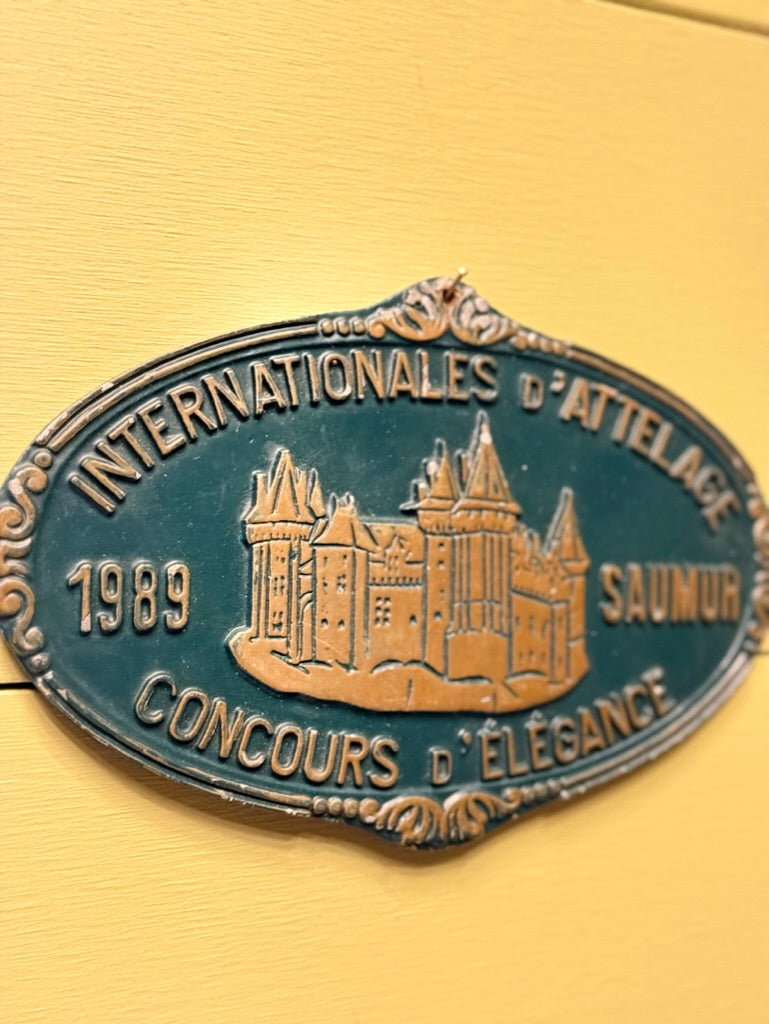 INTERNATIONALES D'ATTELAGE
1989 SAUMUR
CONCOURS D'ÉLÉGANCE